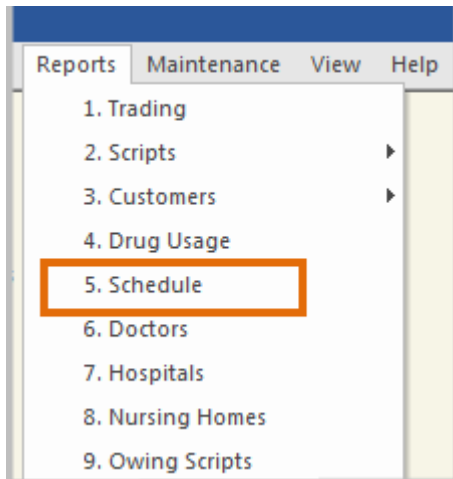 Reports Maintenance View Help
1. Trading
2. Scripts
3. Customers
4. Drug Usage
5. Schedule
6. Doctors
7. Hospitals
8. Nursing Homes
9. Owing Scripts